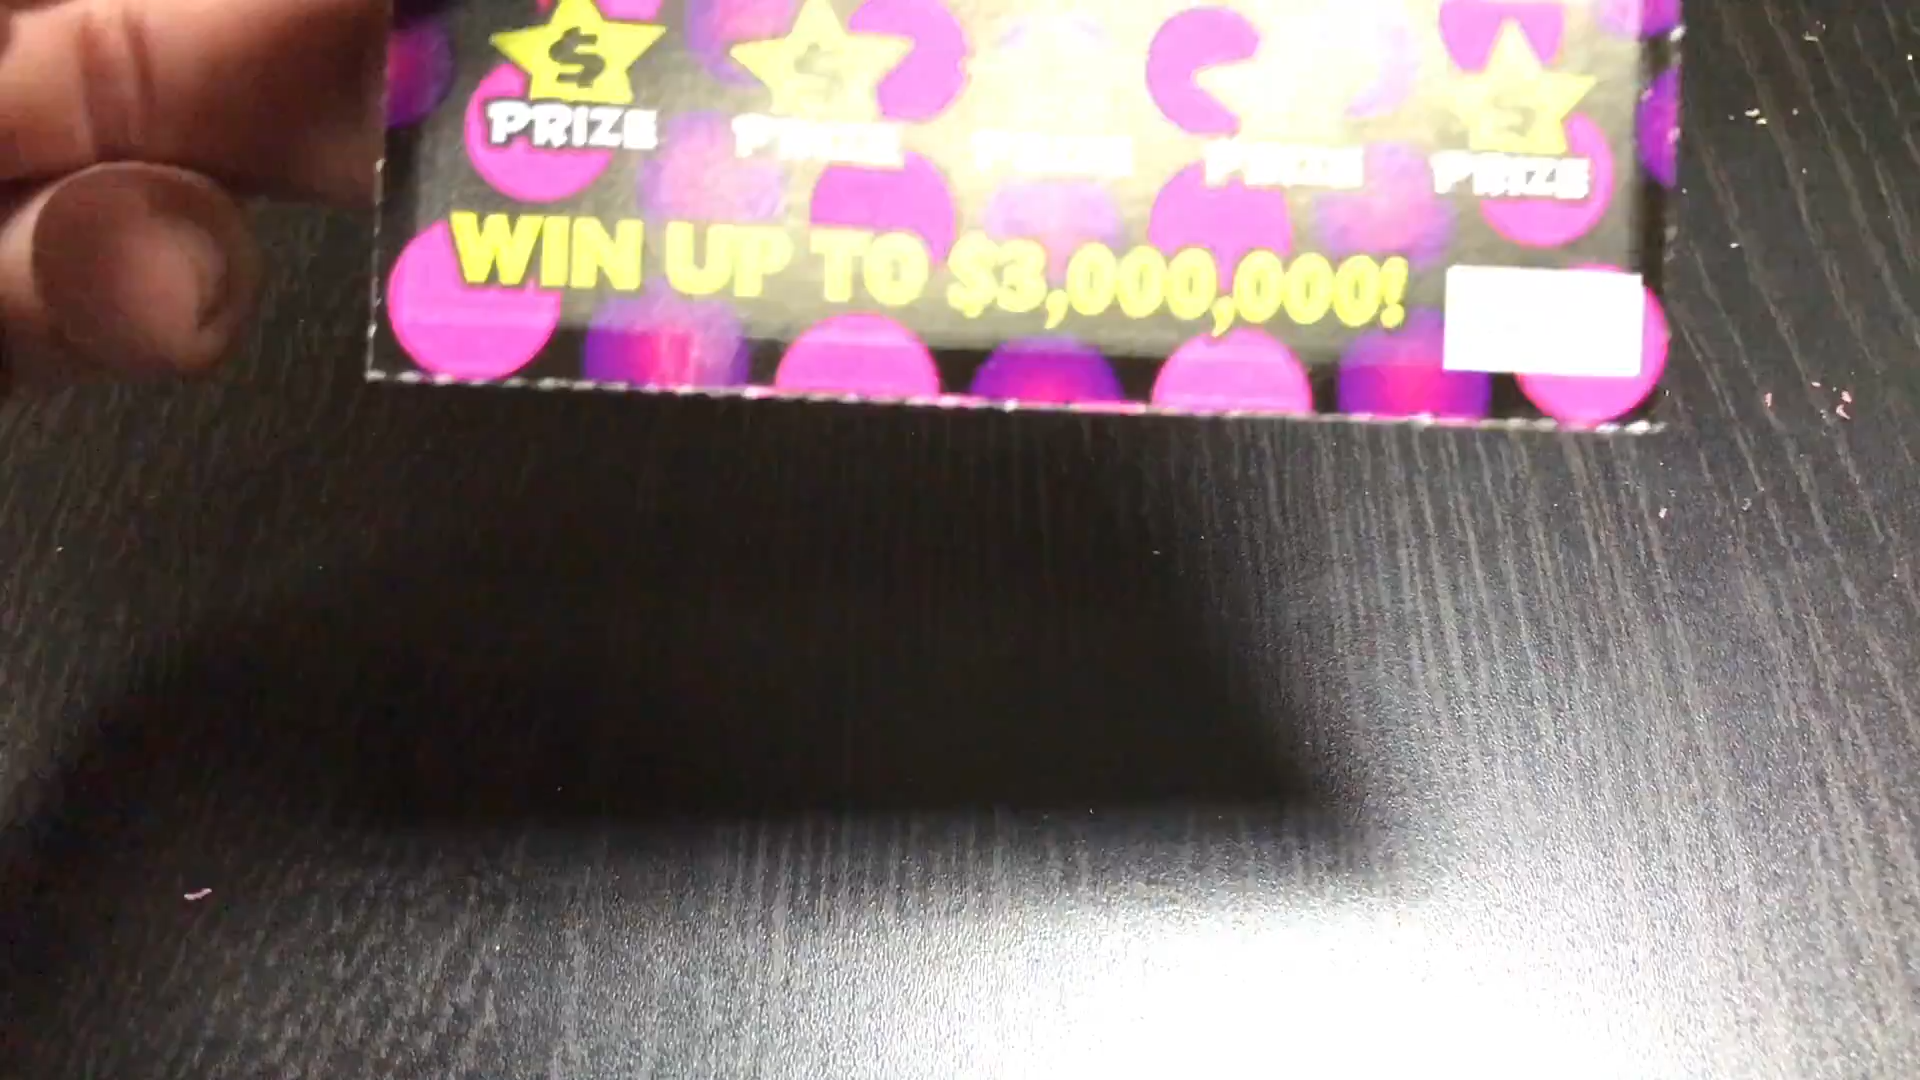 $ $ $
PRIZE PRIZE PRIZE PRIZE PRIZE
WIN UP TO $3,000,000!